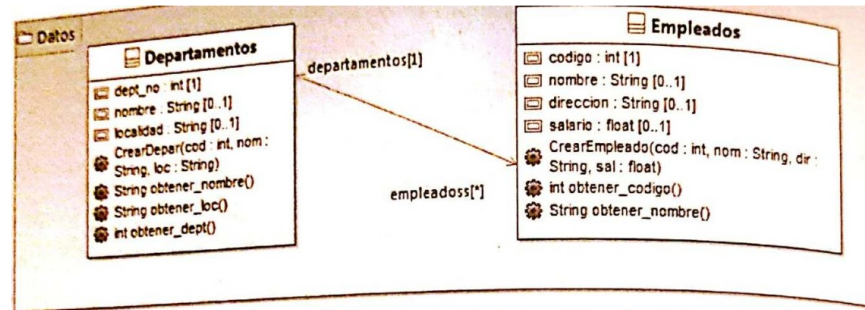 Datos
Departamentos
dept_no : int [1]
nombre : String [0..1]
localidad : String [0..1]
CrearDepar(cod : int, nom :
String, loc : String)
String obtener_nombre()
String obtener_loc()
int obtener_dept()
departamentos[1]
empleadoss[*]
Empleados
codigo : int [1]
nombre : String [0..1]
direccion : String [0..1]
salario : float [0..1]
CrearEmpleado(cod : int, nom : String, dir :
String, sal : float)
int obtener_codigo()
String obtener_nombre()